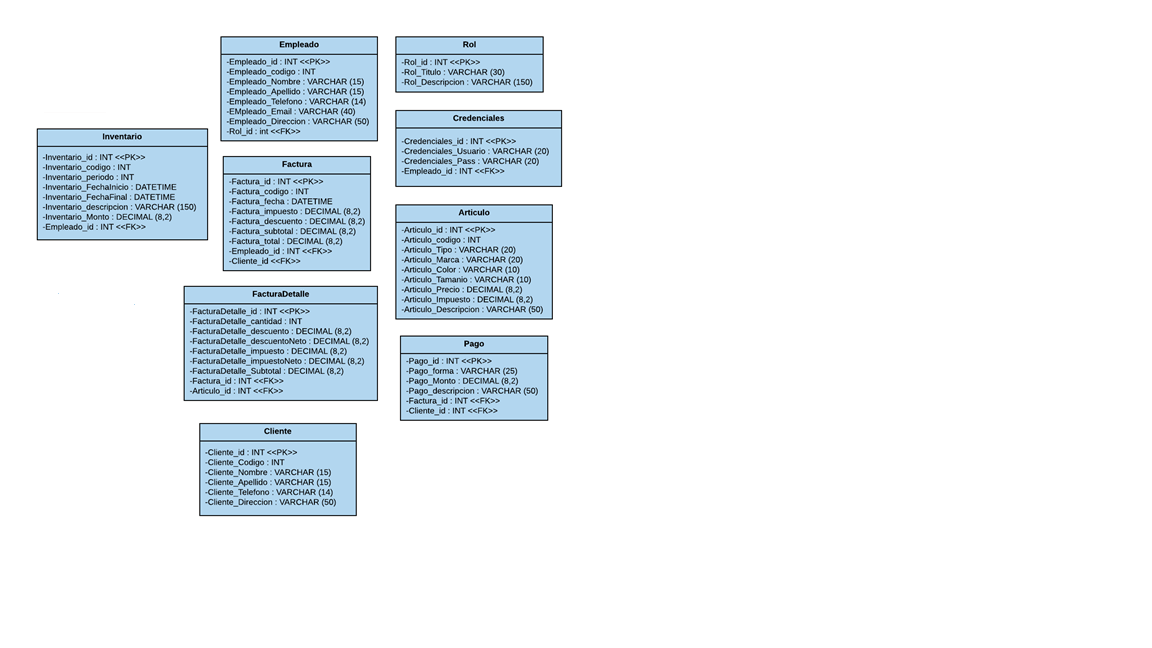 Empleado
-Empleado_id : INT <<PK>>
-Empleado_codigo : INT
-Empleado_Nombre : VARCHAR (15)
-Empleado_Apellido : VARCHAR (15)
-Empleado_Telefono : VARCHAR (14)
-EMpleado_Email : VARCHAR (40)
-Empleado_Direccion : VARCHAR (50)
-Rol_id : int <<FK>>
Rol
-Rol_id : INT <<PK>>
-Rol_Titulo : VARCHAR (30)
-Rol_Descripcion : VARCHAR (150)
Credenciales
-Credenciales_id : INT <<PK>>
-Credenciales_Usuario : VARCHAR (20)
-Credenciales_Pass : VARCHAR (20)
-Empleado_id : INT <<FK>>
Inventario
-Inventario_id : INT <<PK>>
-Inventario_codigo : INT
-Inventario_periodo : INT
-Inventario_FechaInicio : DATETIME
-Inventario_FechaFinal : DATETIME
-Inventario_descripcion : VARCHAR (150)
-Inventario_Monto : DECIMAL (8,2)
-Empleado_id : INT <<FK>>
Factura
-Factura_id : INT <<PK>>
-Factura_codigo : INT
-Factura_fecha : DATETIME
-Factura_impuesto : DECIMAL (8,2)
-Factura_descuento : DECIMAL (8,2)
-Factura_subtotal : DECIMAL (8,2)
-Factura_total : DECIMAL (8,2)
-Empleado_id : INT <<FK>>
-Cliente_id <<FK>>
Articulo
-Articulo_id : INT <<PK>>
-Articulo_codigo : INT
-Articulo_Tipo : VARCHAR (20)
-Articulo_Marca : VARCHAR (20)
-Articulo_Color : VARCHAR (10)
-Articulo_Tamanio : VARCHAR (10)
-Articulo_Precio : DECIMAL (8,2)
-Articulo_Impuesto : DECIMAL (8,2)
-Articulo_Descripcion : VARCHAR (50)
FacturaDetalle
-FacturaDetalle_id : INT <<PK>>
-FacturaDetalle_cantidad : INT
-FacturaDetalle_descuento : DECIMAL (8,2)
-FacturaDetalle_descuentoNeto : DECIMAL (8,2)
-FacturaDetalle_impuesto : DECIMAL (8,2)
-FacturaDetalle_impuestoNeto : DECIMAL (8,2)
-FacturaDetalle_Subtotal : DECIMAL (8,2)
-Factura_id : INT <<FK>>
-Articulo_id : INT <<FK>>
Pago
-Pago_id : INT <<PK>>
-Pago_forma : VARCHAR (25)
-Pago_Monto : DECIMAL (8,2)
-Pago_descripcion : VARCHAR (50)
-Factura_id : INT <<FK>>
-Cliente_id : INT <<FK>>
Cliente
-Cliente_id : INT <<PK>>
-Cliente_Codigo : INT
-Cliente_Nombre : VARCHAR (15)
-Cliente_Apellido : VARCHAR (15)
-Cliente_Telefono : VARCHAR (14)
-Cliente_Direccion : VARCHAR (50)